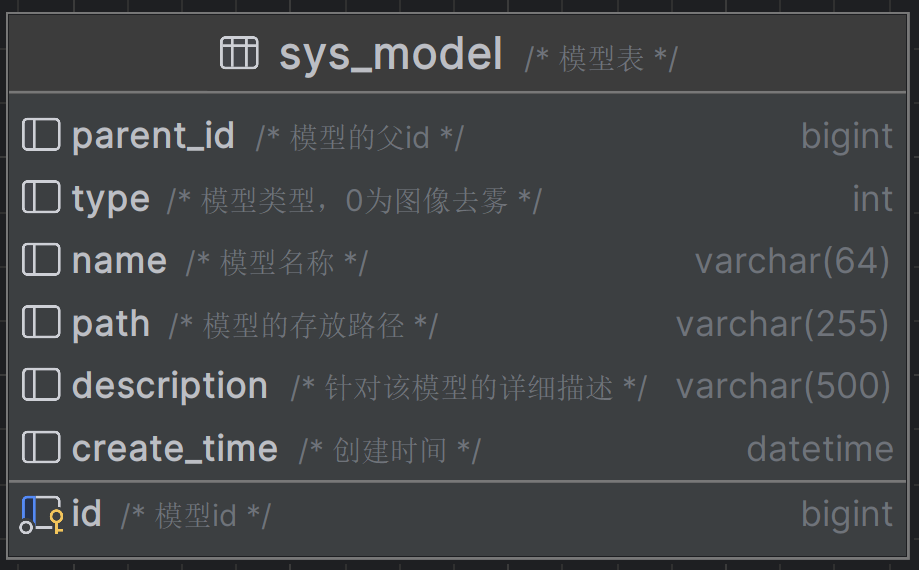 sys_model /* 模型表 */
parent_id /* 模型的父id */ bigint
type /* 模型类型，0为图像去雾 */ int
name /* 模型名称 */ varchar(64)
path /* 模型的存放路径 */ varchar(255)
description /* 针对该模型的详细描述 */ varchar(500)
create_time /* 创建时间 */ datetime
id /* 模型id */ bigint